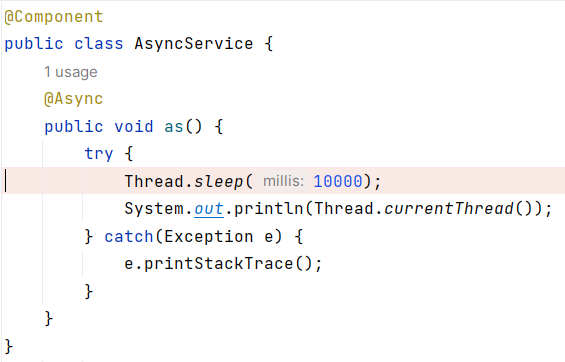 @Component
public class AsyncService {
1 usage
@Async
public void as() {
try {
Thread.sleep( millis: 10000);
System.out.println(Thread.currentThread());
} catch(Exception e) {
e.printStackTrace();
}
}
}